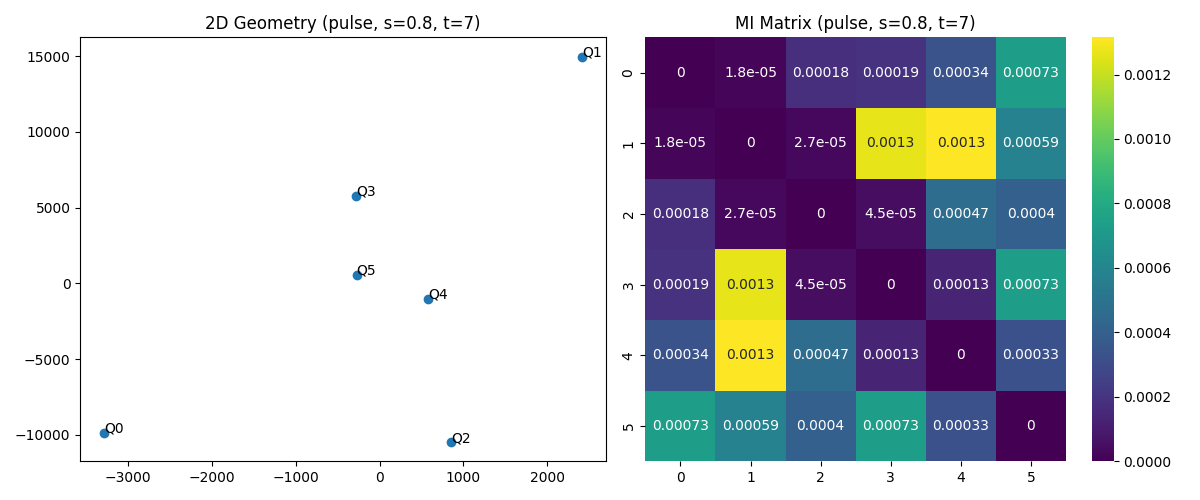 2D Geometry (pulse, s=0.8, t=7)
15000
10000
5000
0
−5000
−10000
−3000 −2000 −1000 0 1000 2000
Q1
Q3
Q5
Q4
Q0
Q2
MI Matrix (pulse, s=0.8, t=7)
0 0 1.8e-05 0.00018 0.00019 0.00034 0.00073
1 1.8e-05 0 2.7e-05 0.0013 0.0013 0.00059
2 0.00018 2.7e-05 0 4.5e-05 0.00047 0.0004
3 0.00019 0.0013 4.5e-05 0 0.00013 0.00073
4 0.00034 0.0013 0.00047 0.00013 0 0.00033
5 0.00073 0.00059 0.0004 0.00073 0.00033 0
0 1 2 3 4 5
0.0012
0.0010
0.0008
0.0006
0.0004
0.0002
0.0000